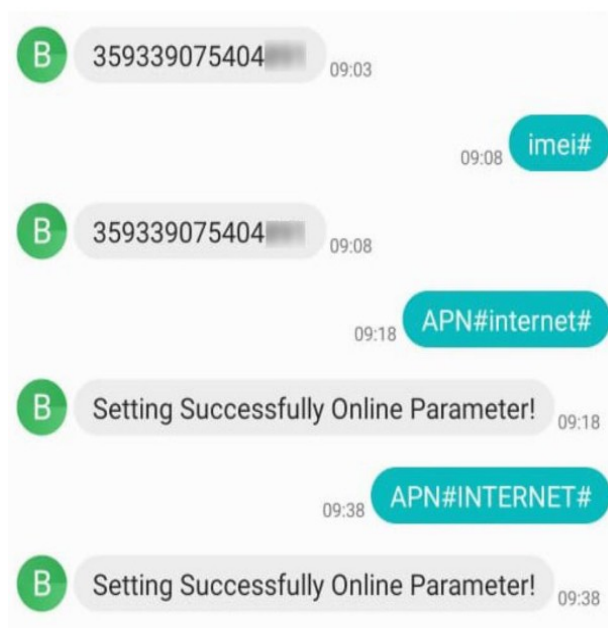 B
359339075404
09:03
09:08
imei#
B
359339075404
09:08
09:18
APN#internet#
B
Setting Successfully Online Parameter!
09:18
09:38
APN#INTERNET#
B
Setting Successfully Online Parameter!
09:38